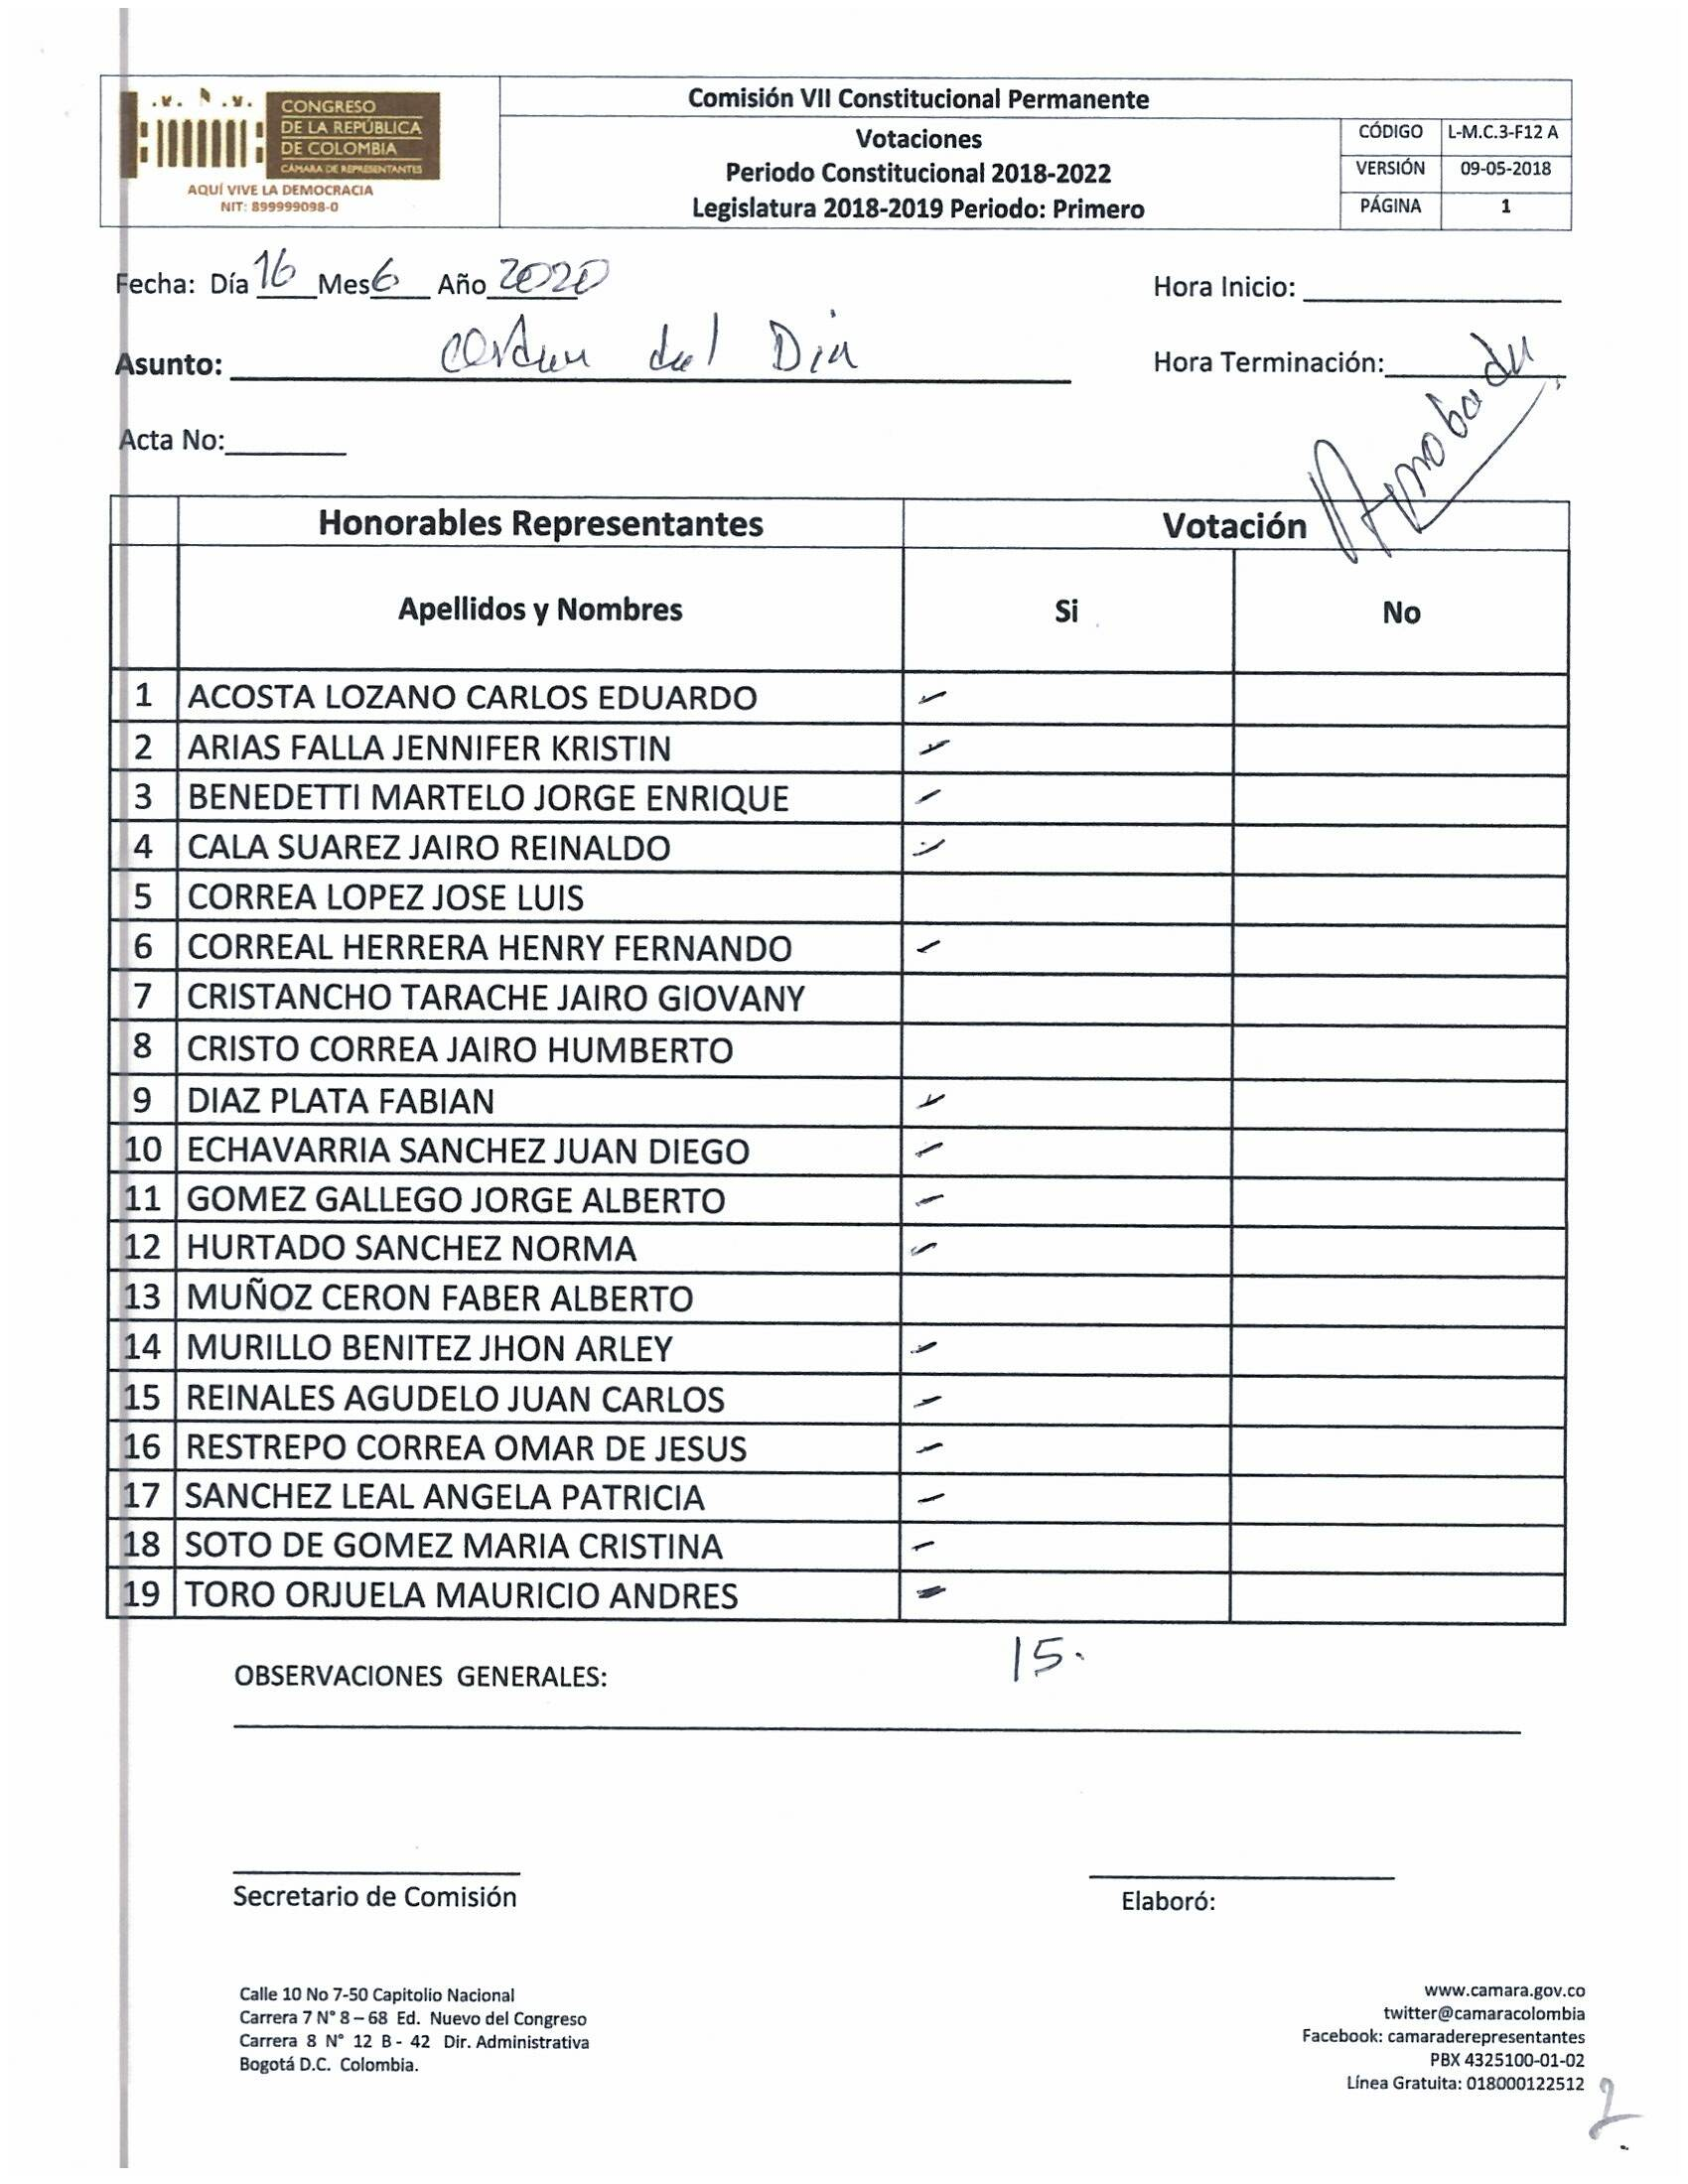 CONGRESO
DE LA REPÚBLICA
DE COLOMBIA
CÁMARA DE REPRESENTANTES
AQUÍ VIVE LA DEMOCRACIA
NIT: 899999098-0
Comisión VII Constitucional Permanente
Votaciones
Periodo Constitucional 2018-2022
Legislatura 2018-2019 Periodo: Primero
CÓDIGO L-M.C.3-F12 A
VERSIÓN 09-05-2018
PÁGINA 1
Fecha: Día 16 Mes 6 Año 2020 Hora Inicio:
Asunto: Orden del Dia Hora Terminación:
Aprobado
Acta No:
Honorables Representantes Votación
Apellidos y Nombres Si No
1 ACOSTA LOZANO CARLOS EDUARDO
2 ARIAS FALLA JENNIFER KRISTIN
3 BENEDETTI MARTELO JORGE ENRIQUE
4 CALA SUAREZ JAIRO REINALDO
5 CORREA LOPEZ JOSE LUIS
6 CORREAL HERRERA HENRY FERNANDO
7 CRISTANCHO TARACHE JAIRO GIOVANY
8 CRISTO CORREA JAIRO HUMBERTO
9 DIAZ PLATA FABIAN
10 ECHAVARRIA SANCHEZ JUAN DIEGO
11 GOMEZ GALLEGO JORGE ALBERTO
12 HURTADO SANCHEZ NORMA
13 MUÑOZ CERON FABER ALBERTO
14 MURILLO BENITEZ JHON ARLEY
15 REINALES AGUDELO JUAN CARLOS
16 RESTREPO CORREA OMAR DE JESUS
17 SANCHEZ LEAL ANGELA PATRICIA
18 SOTO DE GOMEZ MARIA CRISTINA
19 TORO ORJUELA MAURICIO ANDRES
OBSERVACIONES GENERALES: 15.
Secretario de Comisión Elaboró:
Calle 10 No 7-50 Capitolio Nacional
Carrera 7 N° 8 – 68 Ed. Nuevo del Congreso
Carrera 8 N° 12 B - 42 Dir. Administrativa
Bogotá D.C. Colombia.
www.camara.gov.co
twitter@camaracolombia
Facebook: camaraderepresentantes
PBX 4325100-01-02
Línea Gratuita: 018000122512
2